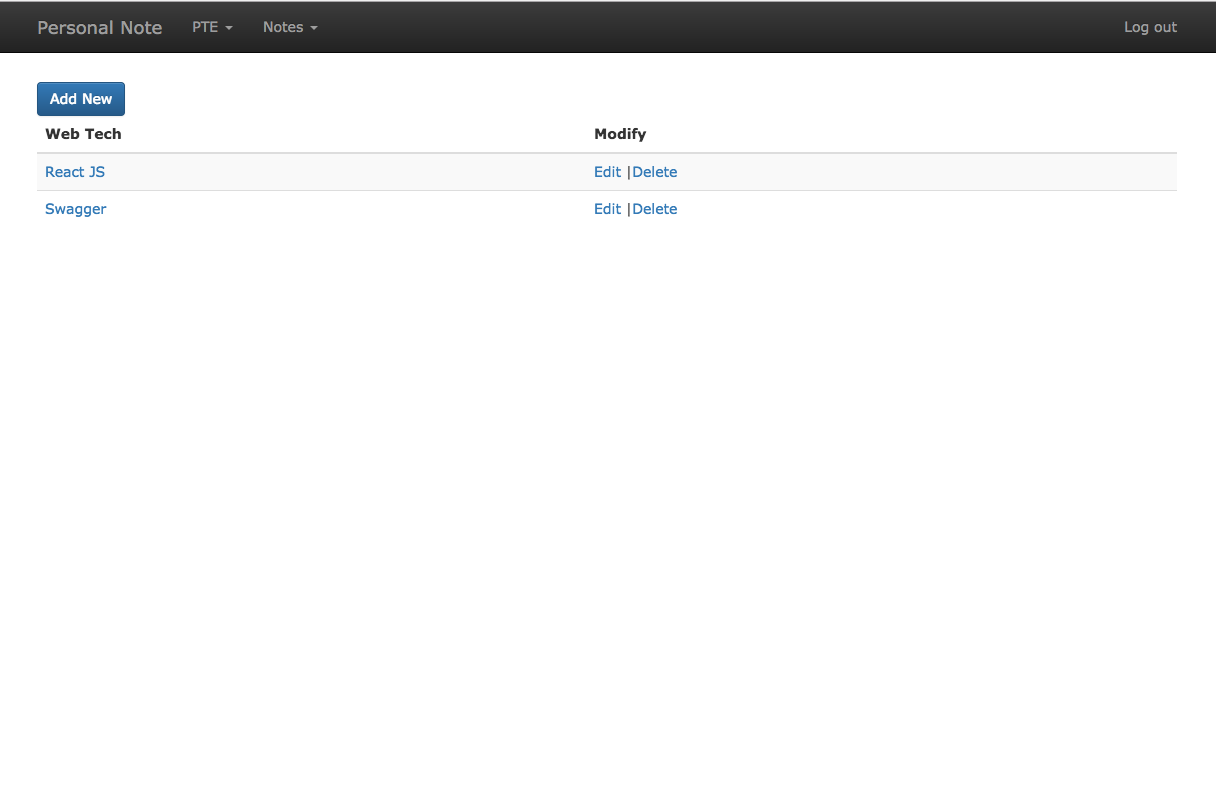 Personal Note PTE Notes Log out
Add New
Web Tech Modify
React JS Edit |Delete
Swagger Edit |Delete